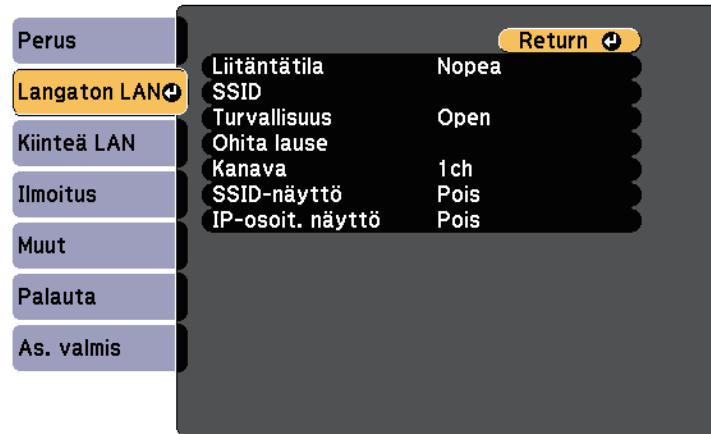 Perus
Langaton LAN
Kiinteä LAN
Ilmoitus
Muut
Palauta
As. valmis
Return
Liitäntätila Nopea
SSID
Turvallisuus Open
Ohita lause
Kanava 1ch
SSID-näyttö Pois
IP-osoit. näyttö Pois